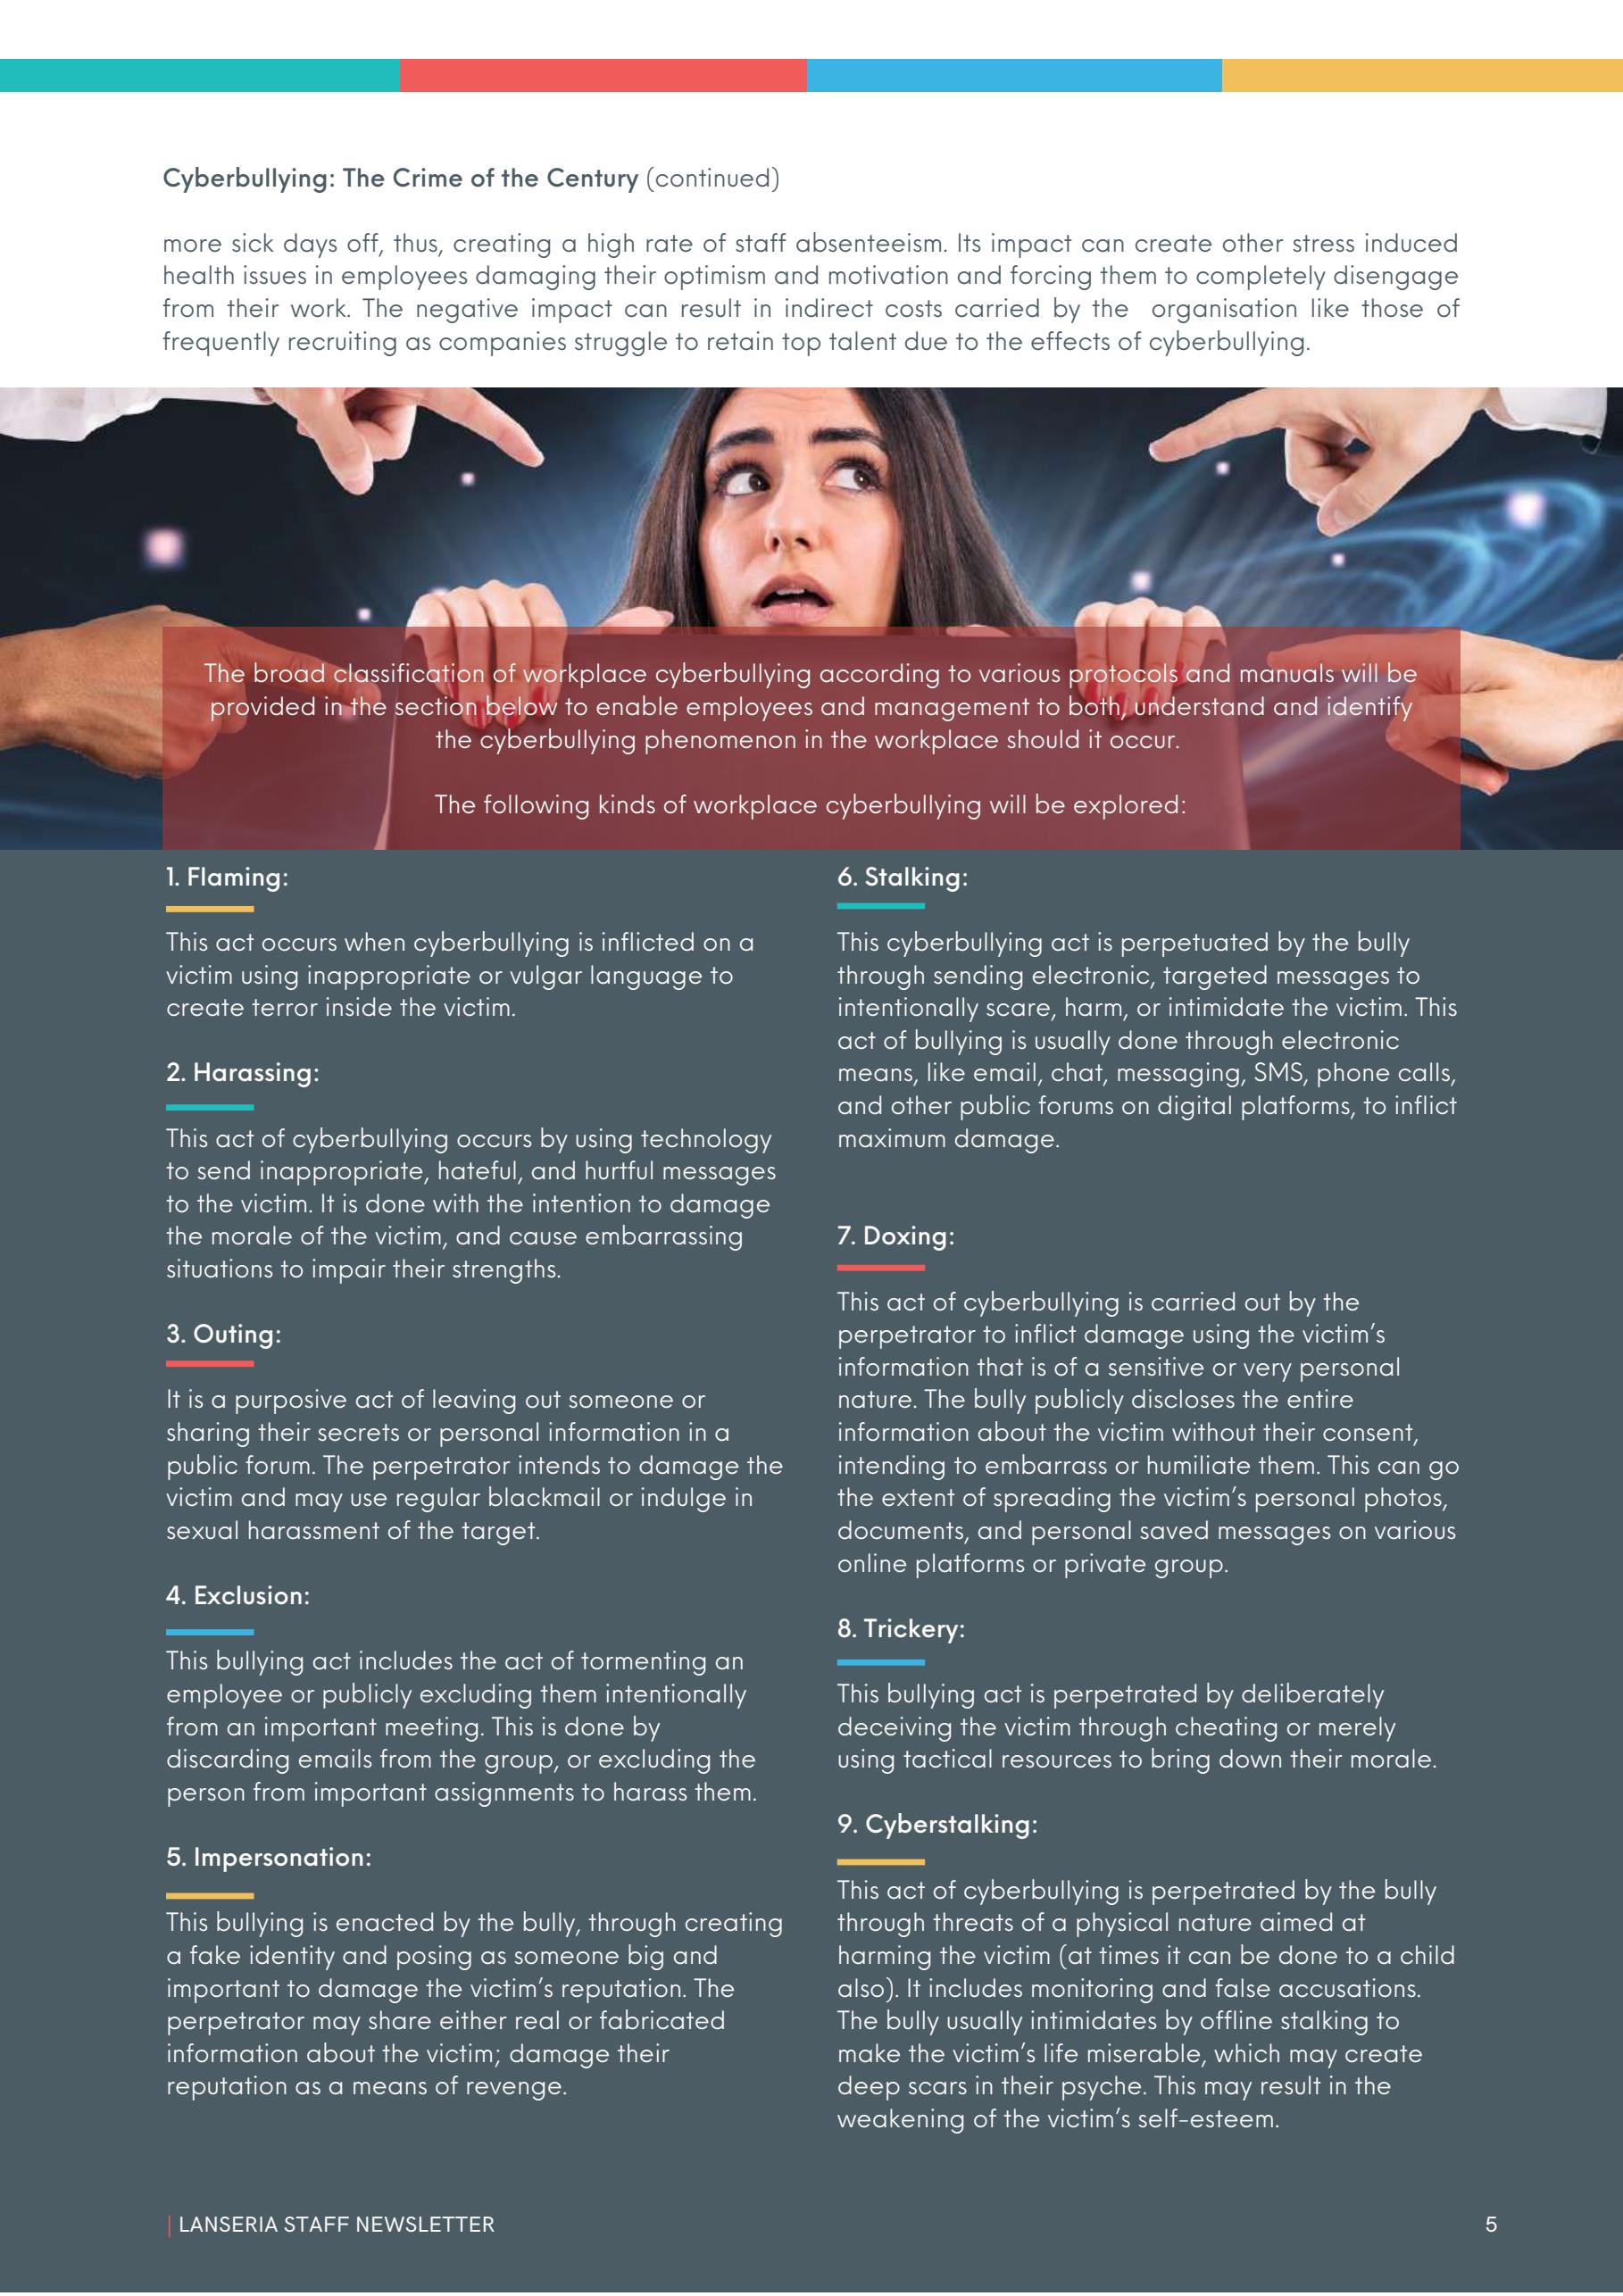 Cyberbullying: The Crime of the Century (continued)
more sick days off, thus, creating a high rate of staff absenteeism. Its impact can create other stress induced
health issues in employees damaging their optimism and motivation and forcing them to completely disengage
from their work. The negative impact can result in indirect costs carried by the organisation like those of
frequently recruiting as companies struggle to retain top talent due to the effects of cyberbullying.
The broad classification of workplace cyberbullying according to various protocols and manuals will be
provided in the section below to enable employees and management to both, understand and identify
the cyberbullying phenomenon in the workplace should it occur.
The following kinds of workplace cyberbullying will be explored:
1. Flaming:
This act occurs when cyberbullying is inflicted on a
victim using inappropriate or vulgar language to
create terror inside the victim.
2. Harassing:
This act of cyberbullying occurs by using technology
to send inappropriate, hateful, and hurtful messages
to the victim. It is done with the intention to damage
the morale of the victim, and cause embarrassing
situations to impair their strengths.
3. Outing:
It is a purposive act of leaving out someone or
sharing their secrets or personal information in a
public forum. The perpetrator intends to damage the
victim and may use regular blackmail or indulge in
sexual harassment of the target.
4. Exclusion:
This bullying act includes the act of tormenting an
employee or publicly excluding them intentionally
from an important meeting. This is done by
discarding emails from the group, or excluding the
person from important assignments to harass them.
5. Impersonation:
This bullying is enacted by the bully, through creating
a fake identity and posing as someone big and
important to damage the victim's reputation. The
perpetrator may share either real or fabricated
information about the victim; damage their
reputation as a means of revenge.
6. Stalking:
This cyberbullying act is perpetuated by the bully
through sending electronic, targeted messages to
intentionally scare, harm, or intimidate the victim. This
act of bullying is usually done through electronic
means, like email, chat, messaging, SMS, phone calls,
and other public forums on digital platforms, to inflict
maximum damage.
7. Doxing:
This act of cyberbullying is carried out by the
perpetrator to inflict damage using the victim's
information that is of a sensitive or very personal
nature. The bully publicly discloses the entire
information about the victim without their consent,
intending to embarrass or humiliate them. This can go
the extent of spreading the victim's personal photos,
documents, and personal saved messages on various
online platforms or private group.
8. Trickery:
This bullying act is perpetrated by deliberately
deceiving the victim through cheating or merely
using tactical resources to bring down their morale.
9. Cyberstalking:
This act of cyberbullying is perpetrated by the bully
through threats of a physical nature aimed at
harming the victim (at times it can be done to a child
also). It includes monitoring and false accusations.
The bully usually intimidates by offline stalking to
make the victim's life miserable, which may create
deep scars in their psyche. This may result in the
weakening of the victim's self-esteem.
| LANSERIA STAFF NEWSLETTER
5